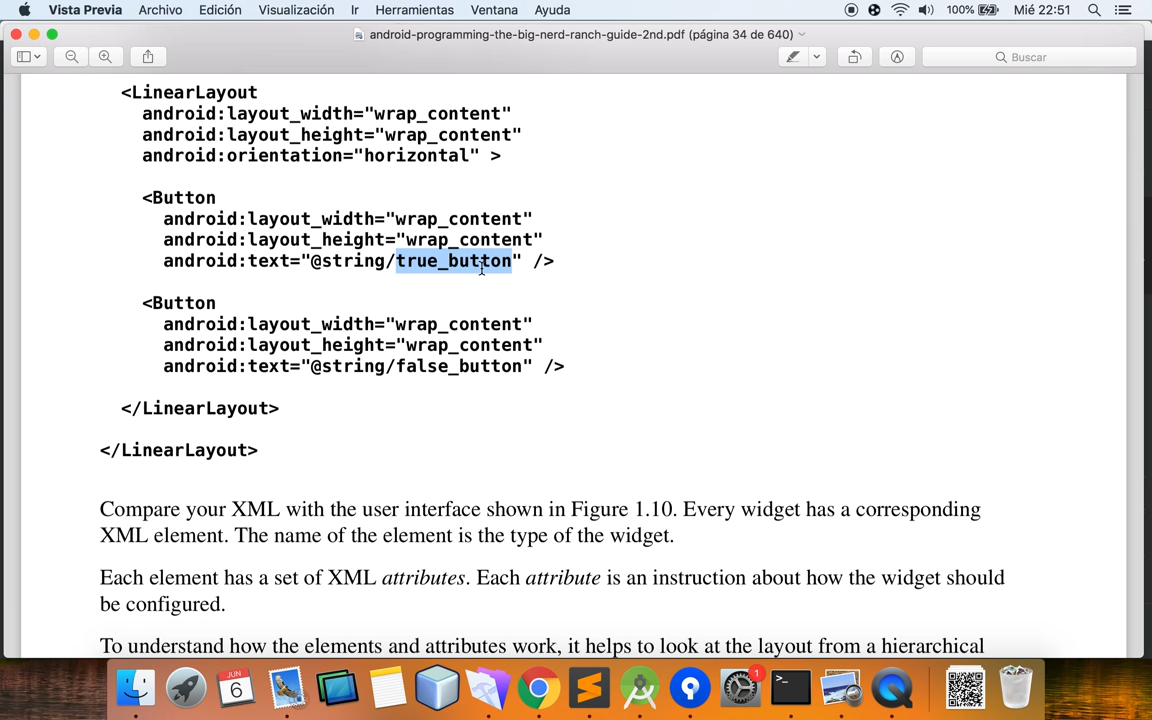 Vista Previa Archivo Edición Visualización Ir Herramientas Ventana Ayuda 100% Mié 22:51
android-programming-the-big-nerd-ranch-guide-2nd.pdf (página 34 de 640)
Buscar
<LinearLayout
android:layout_width="wrap_content"
android:layout_height="wrap_content"
android:orientation="horizontal" >
<Button
android:layout_width="wrap_content"
android:layout_height="wrap_content"
android:text="@string/true_button" />
<Button
android:layout_width="wrap_content"
android:layout_height="wrap_content"
android:text="@string/false_button" />
</LinearLayout>
</LinearLayout>
Compare your XML with the user interface shown in Figure 1.10. Every widget has a corresponding
XML element. The name of the element is the type of the widget.
Each element has a set of XML attributes. Each attribute is an instruction about how the widget should
be configured.
To understand how the elements and attributes work, it helps to look at the layout from a hierarchical
JUN
6
1
>_